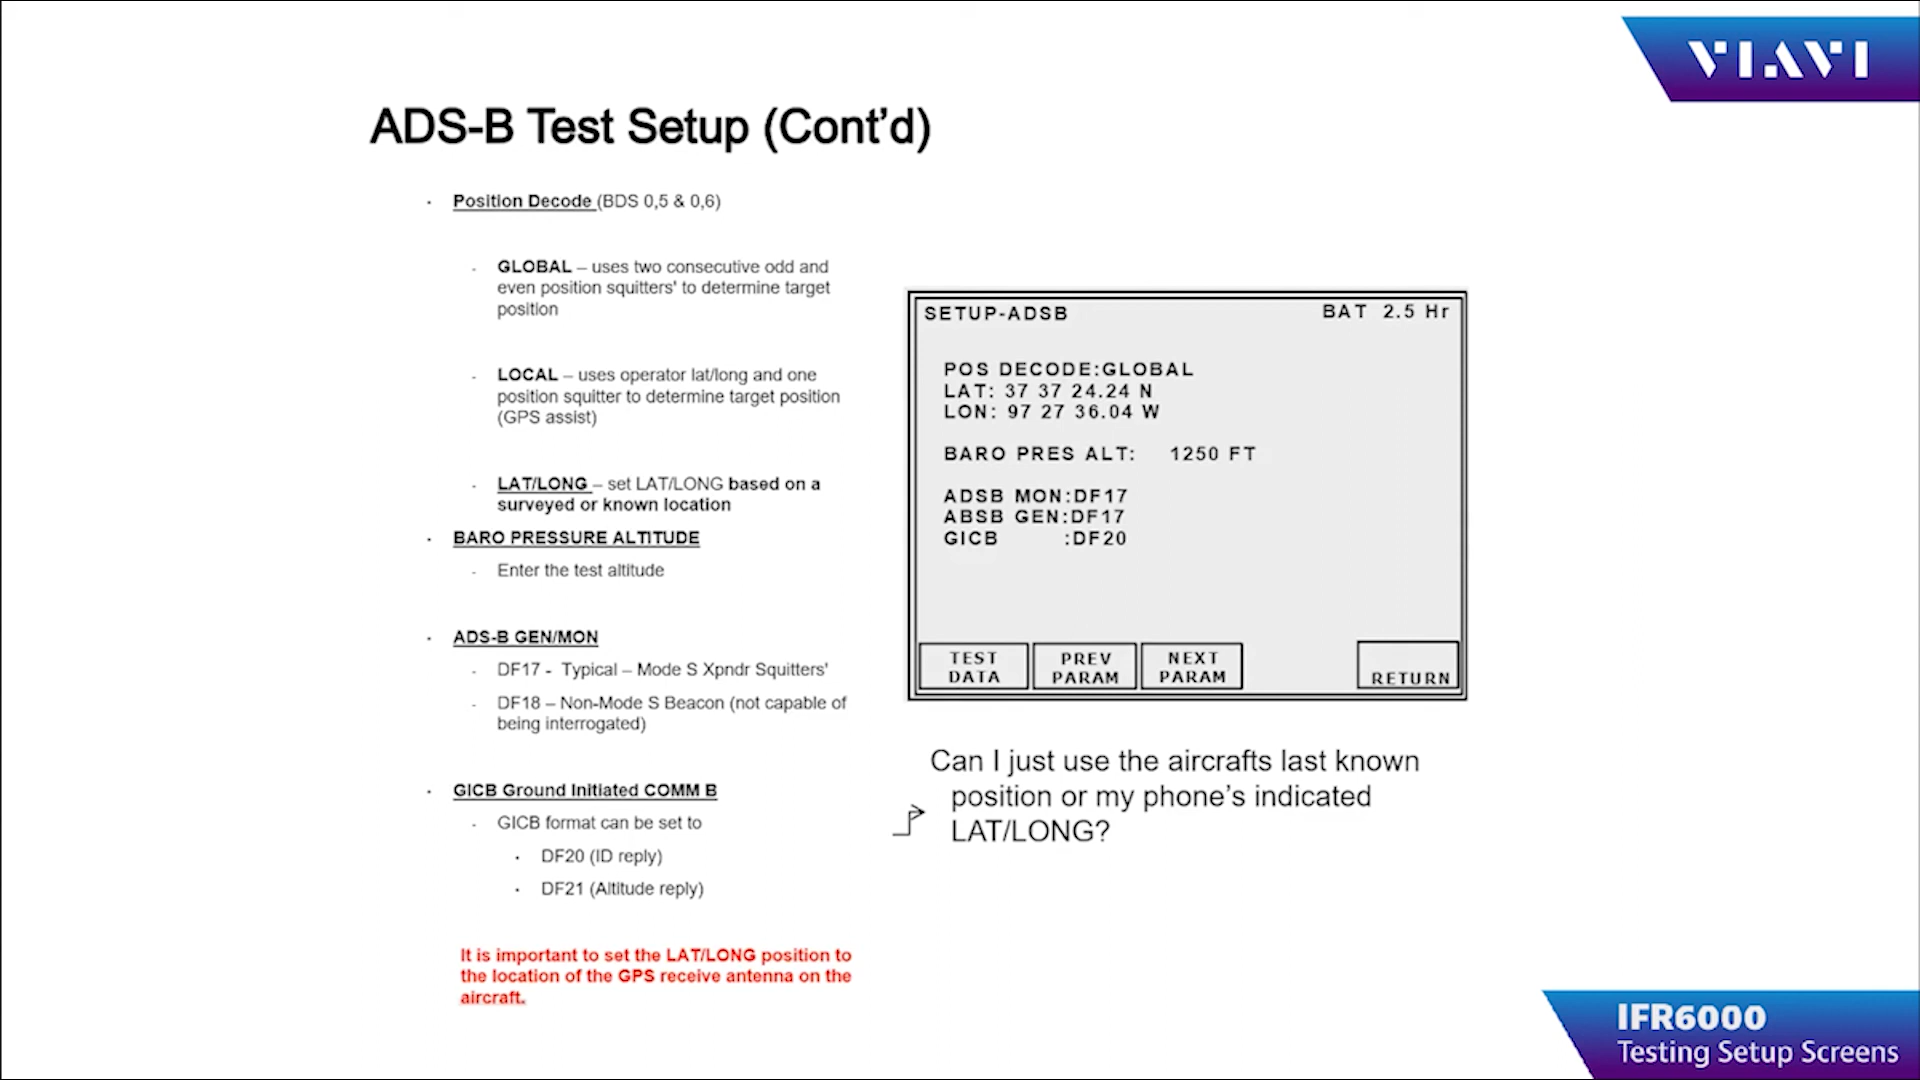 VIAVI
ADS-B Test Setup (Cont’d)
· Position Decode (BDS 0,5 & 0,6)
- GLOBAL – uses two consecutive odd and
even position squitters' to determine target
position
- LOCAL – uses operator lat/long and one
position squitter to determine target position
(GPS assist)
- LAT/LONG – set LAT/LONG based on a
surveyed or known location
· BARO PRESSURE ALTITUDE
- Enter the test altitude
· ADS-B GEN/MON
- DF17 - Typical – Mode S Xpndr Squitters'
- DF18 – Non-Mode S Beacon (not capable of
being interrogated)
· GICB Ground Initiated COMM B
- GICB format can be set to
· DF20 (ID reply)
· DF21 (Altitude reply)
It is important to set the LAT/LONG position to
the location of the GPS receive antenna on the
aircraft.
SETUP-ADSB BAT 2.5 Hr
POS DECODE:GLOBAL
LAT: 37 37 24.24 N
LON: 97 27 36.04 W
BARO PRES ALT: 1250 FT
ADSB MON:DF17
ABSB GEN:DF17
GICB :DF20
TEST
DATA
PREV
PARAM
NEXT
PARAM
RETURN
Can I just use the aircrafts last known
position or my phone’s indicated
LAT/LONG?
IFR6000
Testing Setup Screens